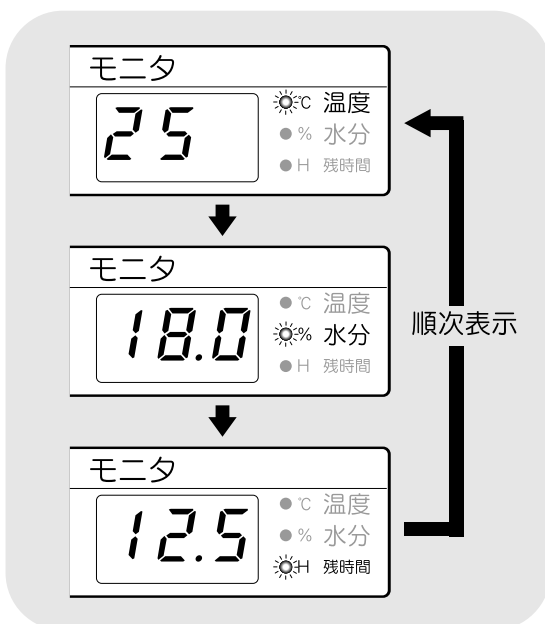 モニタ
25
℃ 温度
% 水分
H 残時間
モニタ
18.0
℃ 温度
% 水分
H 残時間
順次表示
モニタ
12.5
℃ 温度
% 水分
H 残時間